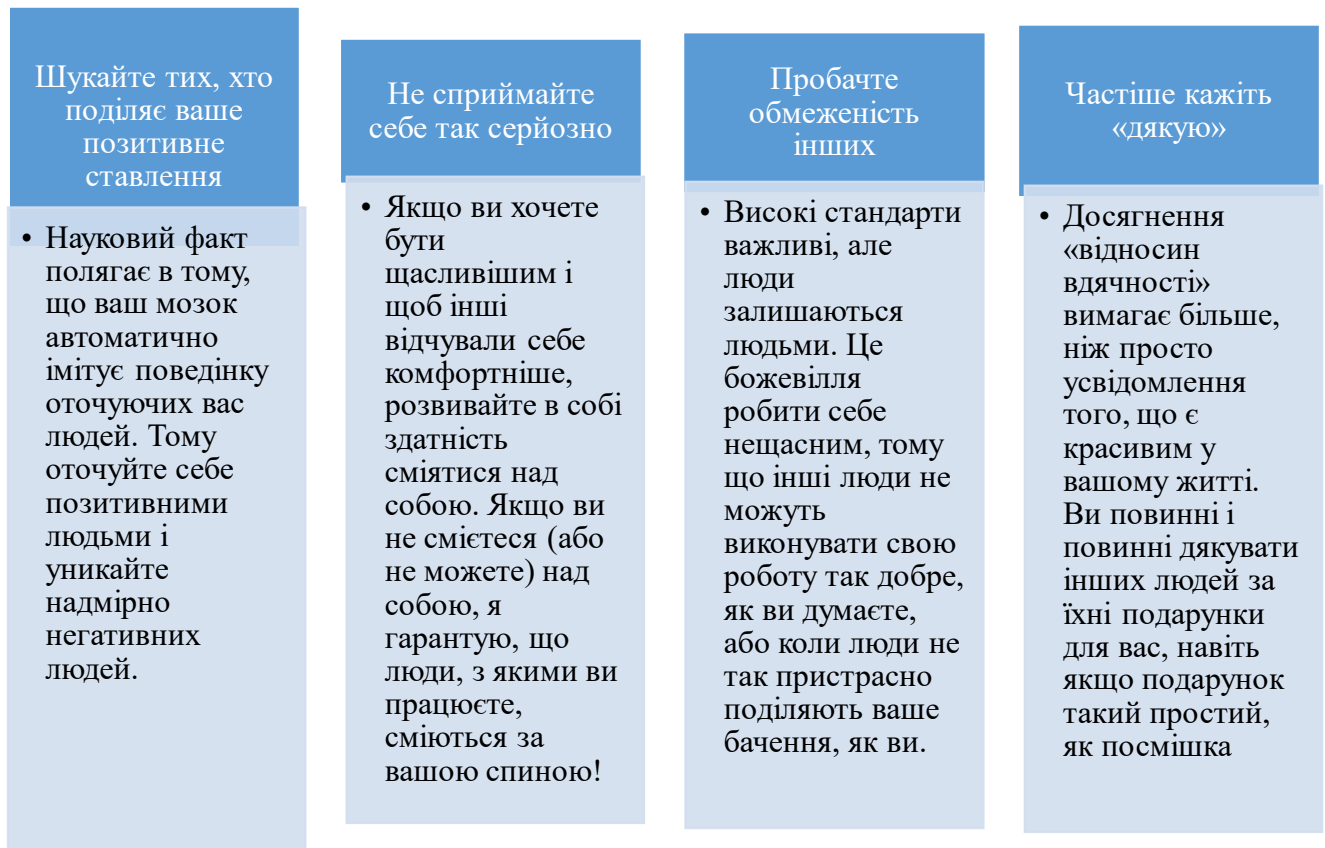 Шукайте тих, хто
поділяє ваше
позитивне
ставлення
• Науковий факт
полягає в тому,
що ваш мозок
автоматично
імітує поведінку
оточуючих вас
людей. Тому
оточуйте себе
позитивними
людьми і
уникайте
надмірно
негативних
людей.
Не сприймайте
себе так серйозно
• Якщо ви хочете
бути
щасливішим і
щоб інші
відчували себе
комфортніше,
розвивайте в собі
здатність
сміятися над
собою. Якщо ви
не смієтеся (або
не можете) над
собою, я
гарантую, що
люди, з якими ви
працюєте,
сміються за
вашою спиною!
Пробачте
обмеженість
інших
• Високі стандарти
важливі, але
люди
залишаються
людьми. Це
божевілля
робити себе
нещасним, тому
що інші люди не
можуть
виконувати свою
роботу так добре,
як ви думаєте,
або коли люди не
так пристрасно
поділяють ваше
бачення, як ви.
Частіше кажіть
«дякую»
• Досягнення
«відносин
вдячності»
вимагає більше,
ніж просто
усвідомлення
того, що є
красивим у
вашому житті.
Ви повинні і
повинні дякувати
інших людей за
їхні подарунки
для вас, навіть
якщо подарунок
такий простий,
як посмішка